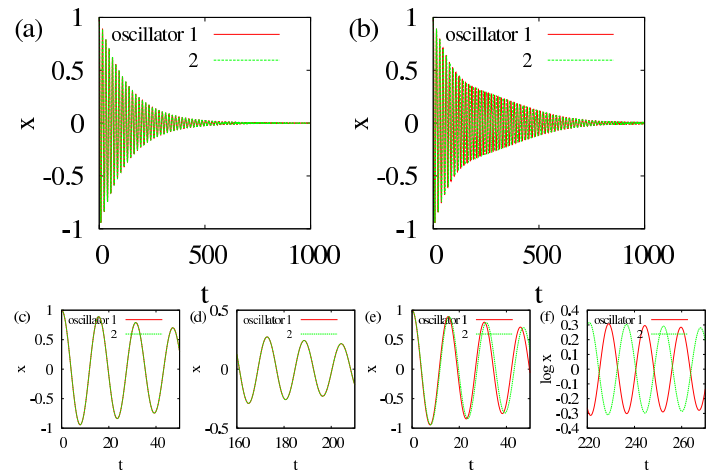 (a)
oscillator 1
2
1
0.5
0
-0.5
-1
x
0
500
1000
t
(b)
oscillator 1
2
1
0.5
0
-0.5
-1
x
0
500
1000
t
(c)
oscillator 1
2
1
0.5
0
-0.5
-1
x
0
20
40
t
(d)
oscillator 1
2
0.5
0
-0.5
x
160
180
200
t
(e)
oscillator 1
2
1
0.5
0
-0.5
-1
x
0
20
40
t
(f)
oscillator 1
2
0.4
0.3
0.2
0.1
0
-0.1
-0.2
-0.3
-0.4
log x
220
240
260
t